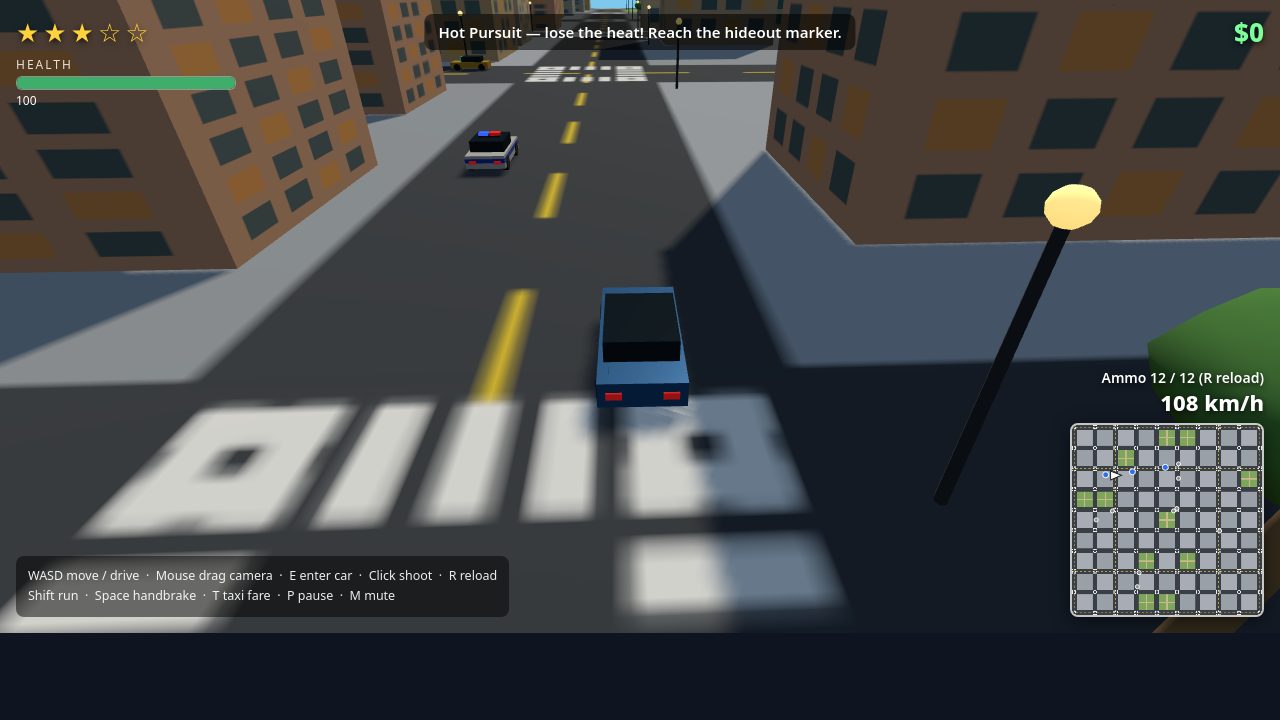 Hot Pursuit — lose the heat! Reach the hideout marker.
$0
HEALTH
100
Ammo 12 / 12 (R reload)
108 km/h
WASD move / drive · Mouse drag camera · E enter car · Click shoot · R reload
Shift run · Space handbrake · T taxi fare · P pause · M mute